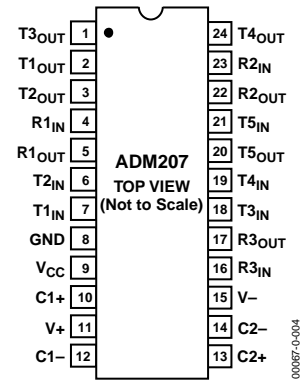 T3OUT 1 24 T4OUT
T1OUT 2 23 R2IN
T2OUT 3 22 R2OUT
R1IN 4 21 T5IN
R1OUT 5 20 T5OUT
ADM207
T2IN 6 19 T4IN
TOP VIEW
T1IN 7 18 T3IN
(Not to Scale)
GND 8 17 R3OUT
VCC 9 16 R3IN
C1+ 10 15 V–
V+ 11 14 C2–
C1– 12 13 C2+
00067-0-004